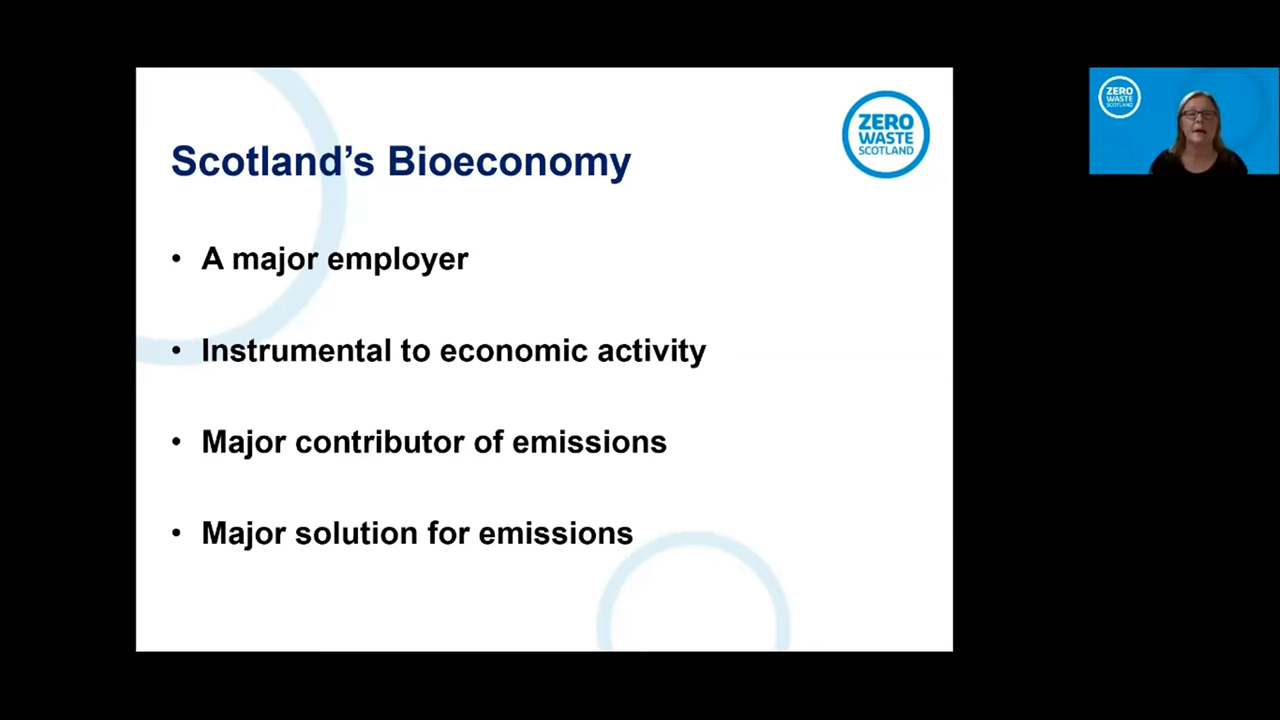 ZERO
WASTE
SCOTLAND
Scotland’s Bioeconomy
• A major employer
• Instrumental to economic activity
• Major contributor of emissions
• Major solution for emissions
ZERO
WASTE
SCOTLAND